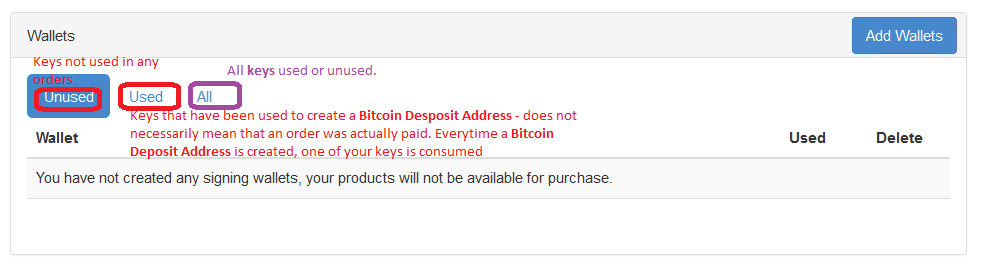 Wallets
Add Wallets
Keys not used in any
orders
All keys used or unused.
Unused
Used
All
Keys that have been used to create a Bitcoin Desposit Address - does not
necessarily mean that an order was actually paid. Everytime a Bitcoin
Deposit Address is created, one of your keys is consumed
Wallet
Used
Delete
You have not created any signing wallets, your products will not be available for purchase.